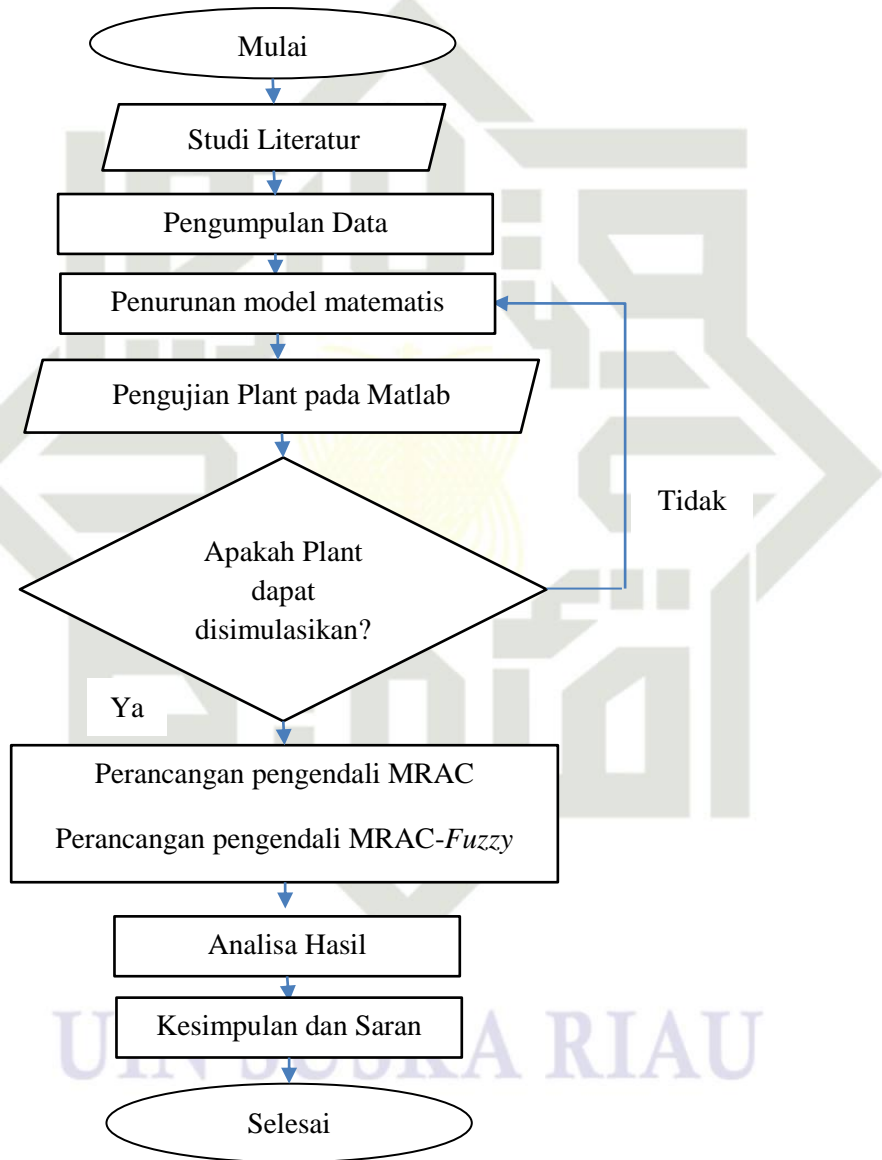 Mulai
Studi Literatur
Pengumpulan Data
Penurunan model matematis
Pengujian Plant pada Matlab
Apakah Plant
dapat
disimulasikan?
Tidak
Ya
Perancangan pengendali MRAC
Perancangan pengendali MRAC-Fuzzy
Analisa Hasil
Kesimpulan dan Saran
UIN SUSKA RIAU
Selesai